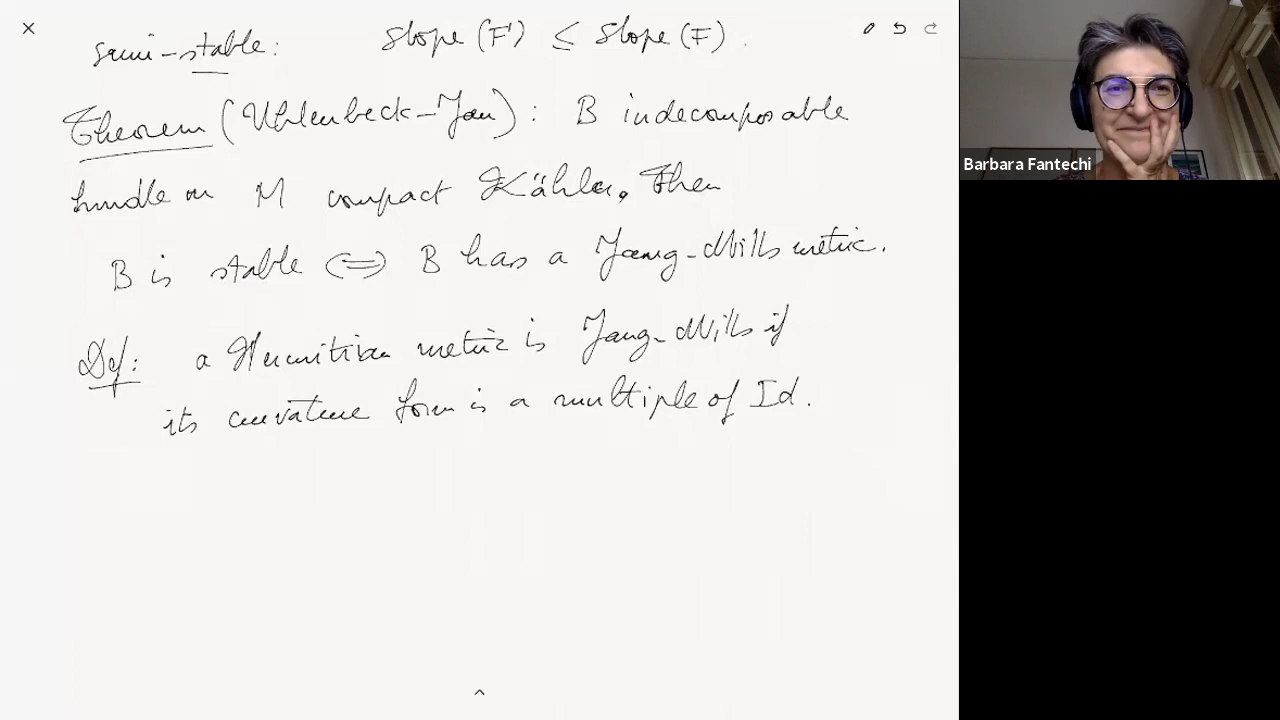 semi-stable: slope (F') ≤ slope (F).
Theorem (Uhlenbeck-Yau): B indecomposable
bundle on M compact Kähler. Then
B is stable ⇔ B has a Yang-Mills metric.
Def: a Hermitian metric is Yang-Mills if
its curvature form is a multiple of Id.
Barbara Fantechi